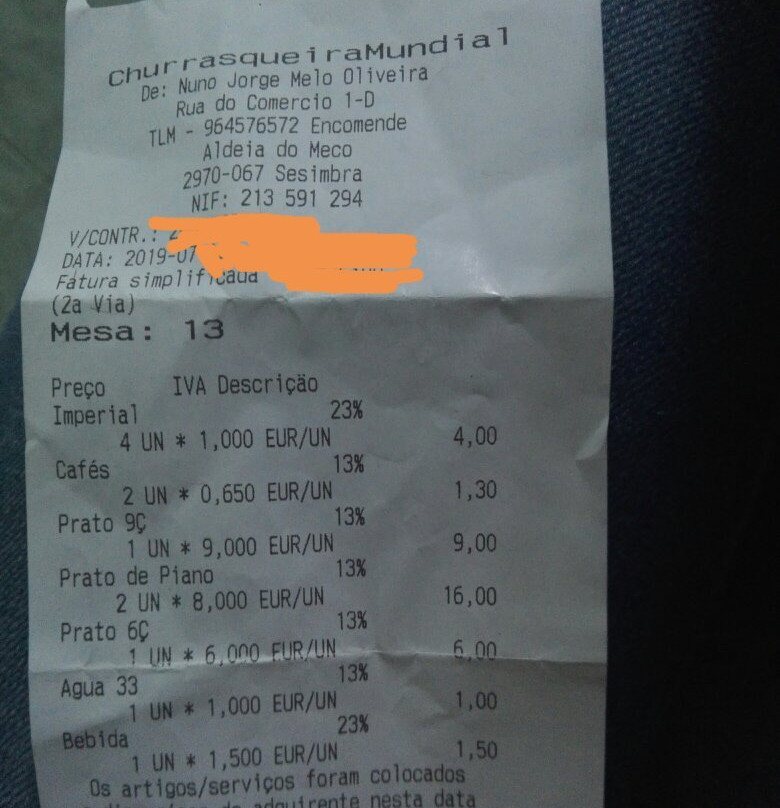 ChurrasqueiraMundial
De: Nuno Jorge Melo Oliveira
Rua do Comercio 1-D
TLM - 964576572 Encomende
Aldeia do Meco
2970-067 Sesimbra
NIF: 213 591 294
V/CONTR.:
DATA: 2019-07
Fatura simplificada
(2a Via)
Mesa: 13
Preço IVA Descrição
Imperial 23%
4 UN * 1,000 EUR/UN 4,00
Cafés 13%
2 UN * 0,650 EUR/UN 1,30
Prato 9Ç 13%
1 UN * 9,000 EUR/UN 9,00
Prato de Piano 13%
2 UN * 8,000 EUR/UN 16,00
Prato 6Ç 13%
1 UN * 6,000 EUR/UN 6,00
Agua 33 13%
1 UN * 1,000 EUR/UN 1,00
Bebida 23%
1 UN * 1,500 EUR/UN 1,50
Os artigos/serviços foram colocados
adquirente nesta data